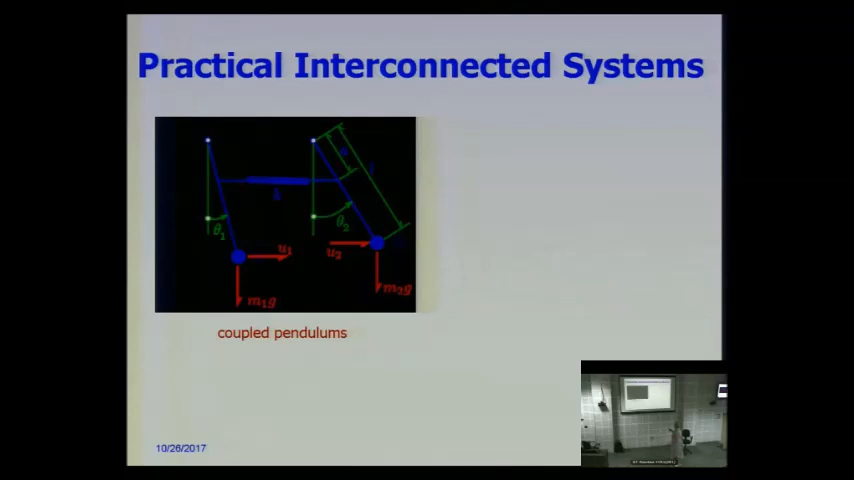 Practical Interconnected Systems
a
l
k
θ₁
θ₂
u₁
u₂
m₁g
m₂g
coupled pendulums
10/26/2017